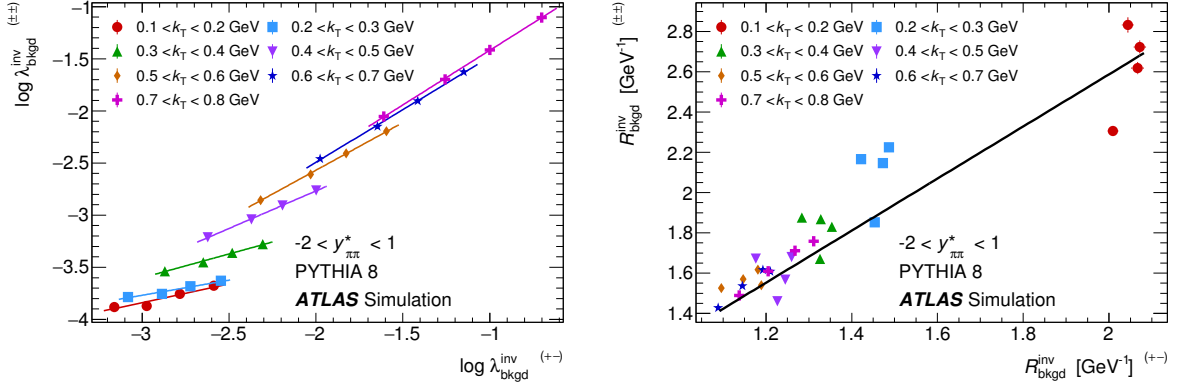 log λ^inv_bkgd (±±)
−1
−1.5
−2
−2.5
−3
−3.5
−4
0.1 < k_T < 0.2 GeV
0.2 < k_T < 0.3 GeV
0.3 < k_T < 0.4 GeV
0.4 < k_T < 0.5 GeV
0.5 < k_T < 0.6 GeV
0.6 < k_T < 0.7 GeV
0.7 < k_T < 0.8 GeV
-2 < y*_ππ < 1
PYTHIA 8
ATLAS Simulation
−3 −2.5 −2 −1.5 −1
log λ^inv_bkgd (+−)
R^inv_bkgd [GeV⁻¹] (±±)
2.8
2.6
2.4
2.2
2
1.8
1.6
1.4
0.1 < k_T < 0.2 GeV
0.2 < k_T < 0.3 GeV
0.3 < k_T < 0.4 GeV
0.4 < k_T < 0.5 GeV
0.5 < k_T < 0.6 GeV
0.6 < k_T < 0.7 GeV
0.7 < k_T < 0.8 GeV
-2 < y*_ππ < 1
PYTHIA 8
ATLAS Simulation
1.2 1.4 1.6 1.8 2
R^inv_bkgd [GeV⁻¹] (+−)